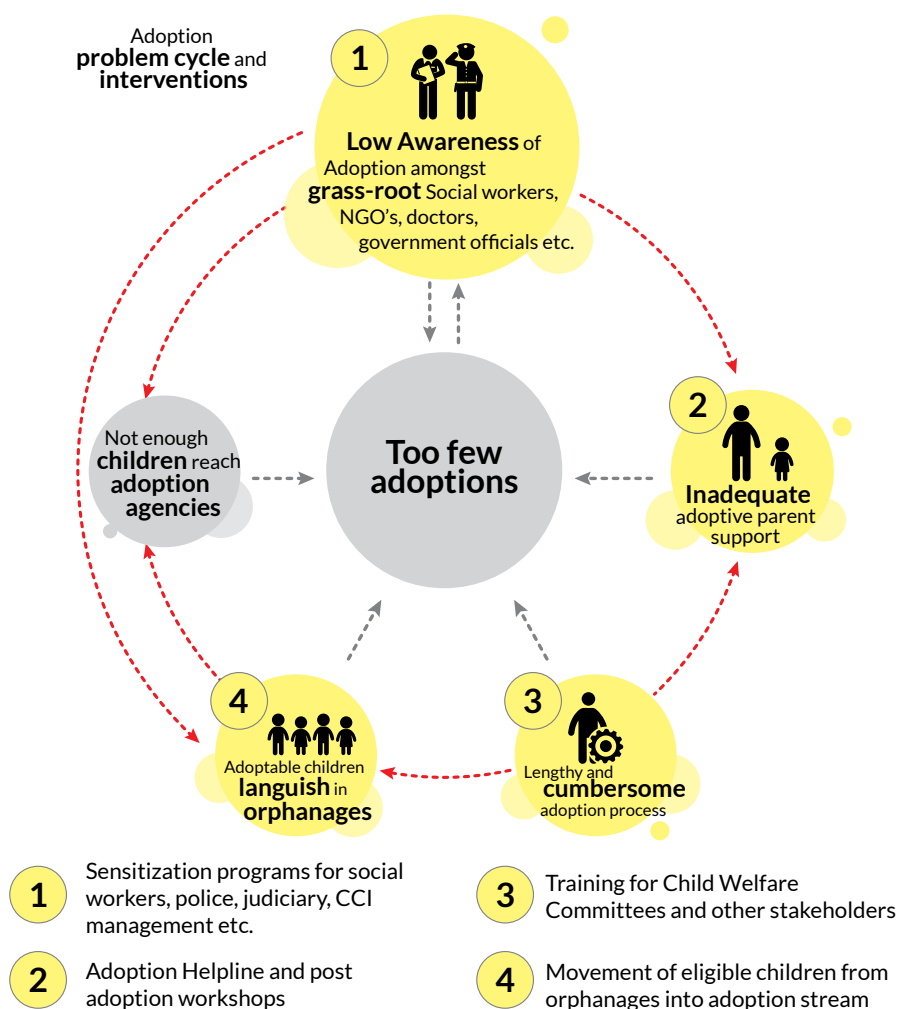 Adoption
problem cycle and
interventions
1
Low Awareness of
Adoption amongst
grass-root Social workers,
NGO's, doctors,
government officials etc.
2
Inadequate
adoptive parent
support
Not enough
children reach
adoption
agencies
Too few
adoptions
4
Adoptable children
languish in
orphanages
3
Lengthy and
cumbersome
adoption process
1
Sensitization programs for social
workers, police, judiciary, CCI
management etc.
2
Adoption Helpline and post
adoption workshops
3
Training for Child Welfare
Committees and other stakeholders
4
Movement of eligible children from
orphanages into adoption stream